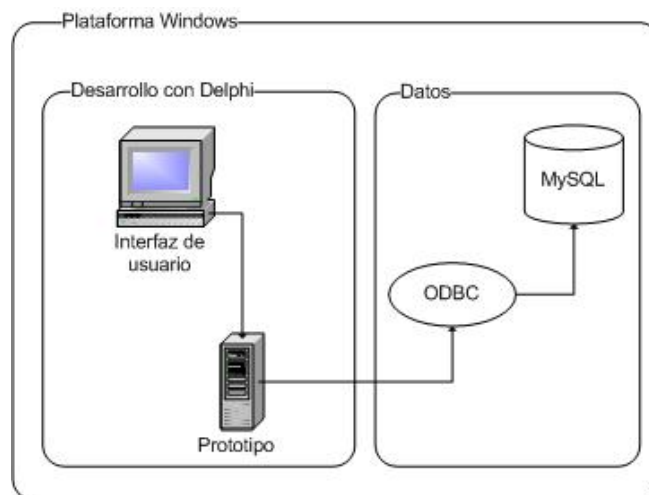 Plataforma Windows
Desarrollo con Delphi
Datos
MySQL
Interfaz de
usuario
ODBC
Prototipo